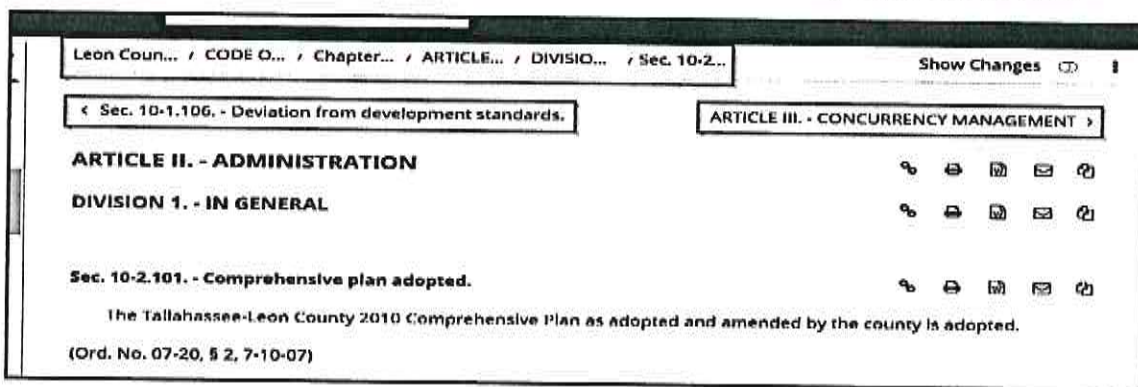 Leon Coun... / CODE O... / Chapter... / ARTICLE... / DIVISIO... / Sec. 10-2...
Show Changes
< Sec. 10-1.106. - Deviation from development standards.
ARTICLE III. - CONCURRENCY MANAGEMENT >
ARTICLE II. - ADMINISTRATION
DIVISION 1. - IN GENERAL
Sec. 10-2.101. - Comprehensive plan adopted.
The Tallahassee-Leon County 2010 Comprehensive Plan as adopted and amended by the county is adopted.
(Ord. No. 07-20, § 2, 7-10-07)